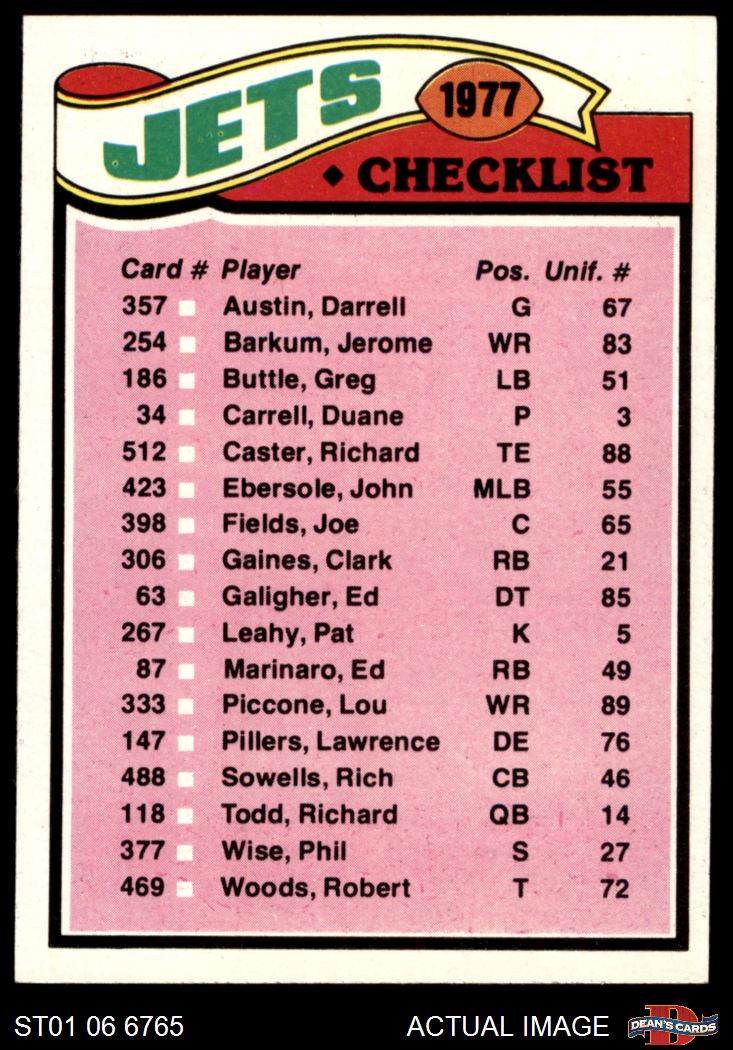 JETS
1977
CHECKLIST
Card # Player Pos. Unif. #
357 Austin, Darrell G 67
254 Barkum, Jerome WR 83
186 Buttle, Greg LB 51
34 Carrell, Duane P 3
512 Caster, Richard TE 88
423 Ebersole, John MLB 55
398 Fields, Joe C 65
306 Gaines, Clark RB 21
63 Galigher, Ed DT 85
267 Leahy, Pat K 5
87 Marinaro, Ed RB 49
333 Piccone, Lou WR 89
147 Pillers, Lawrence DE 76
488 Sowells, Rich CB 46
118 Todd, Richard QB 14
377 Wise, Phil S 27
469 Woods, Robert T 72
ST01 06 6765 ACTUAL IMAGE D DEAN'S CARDS